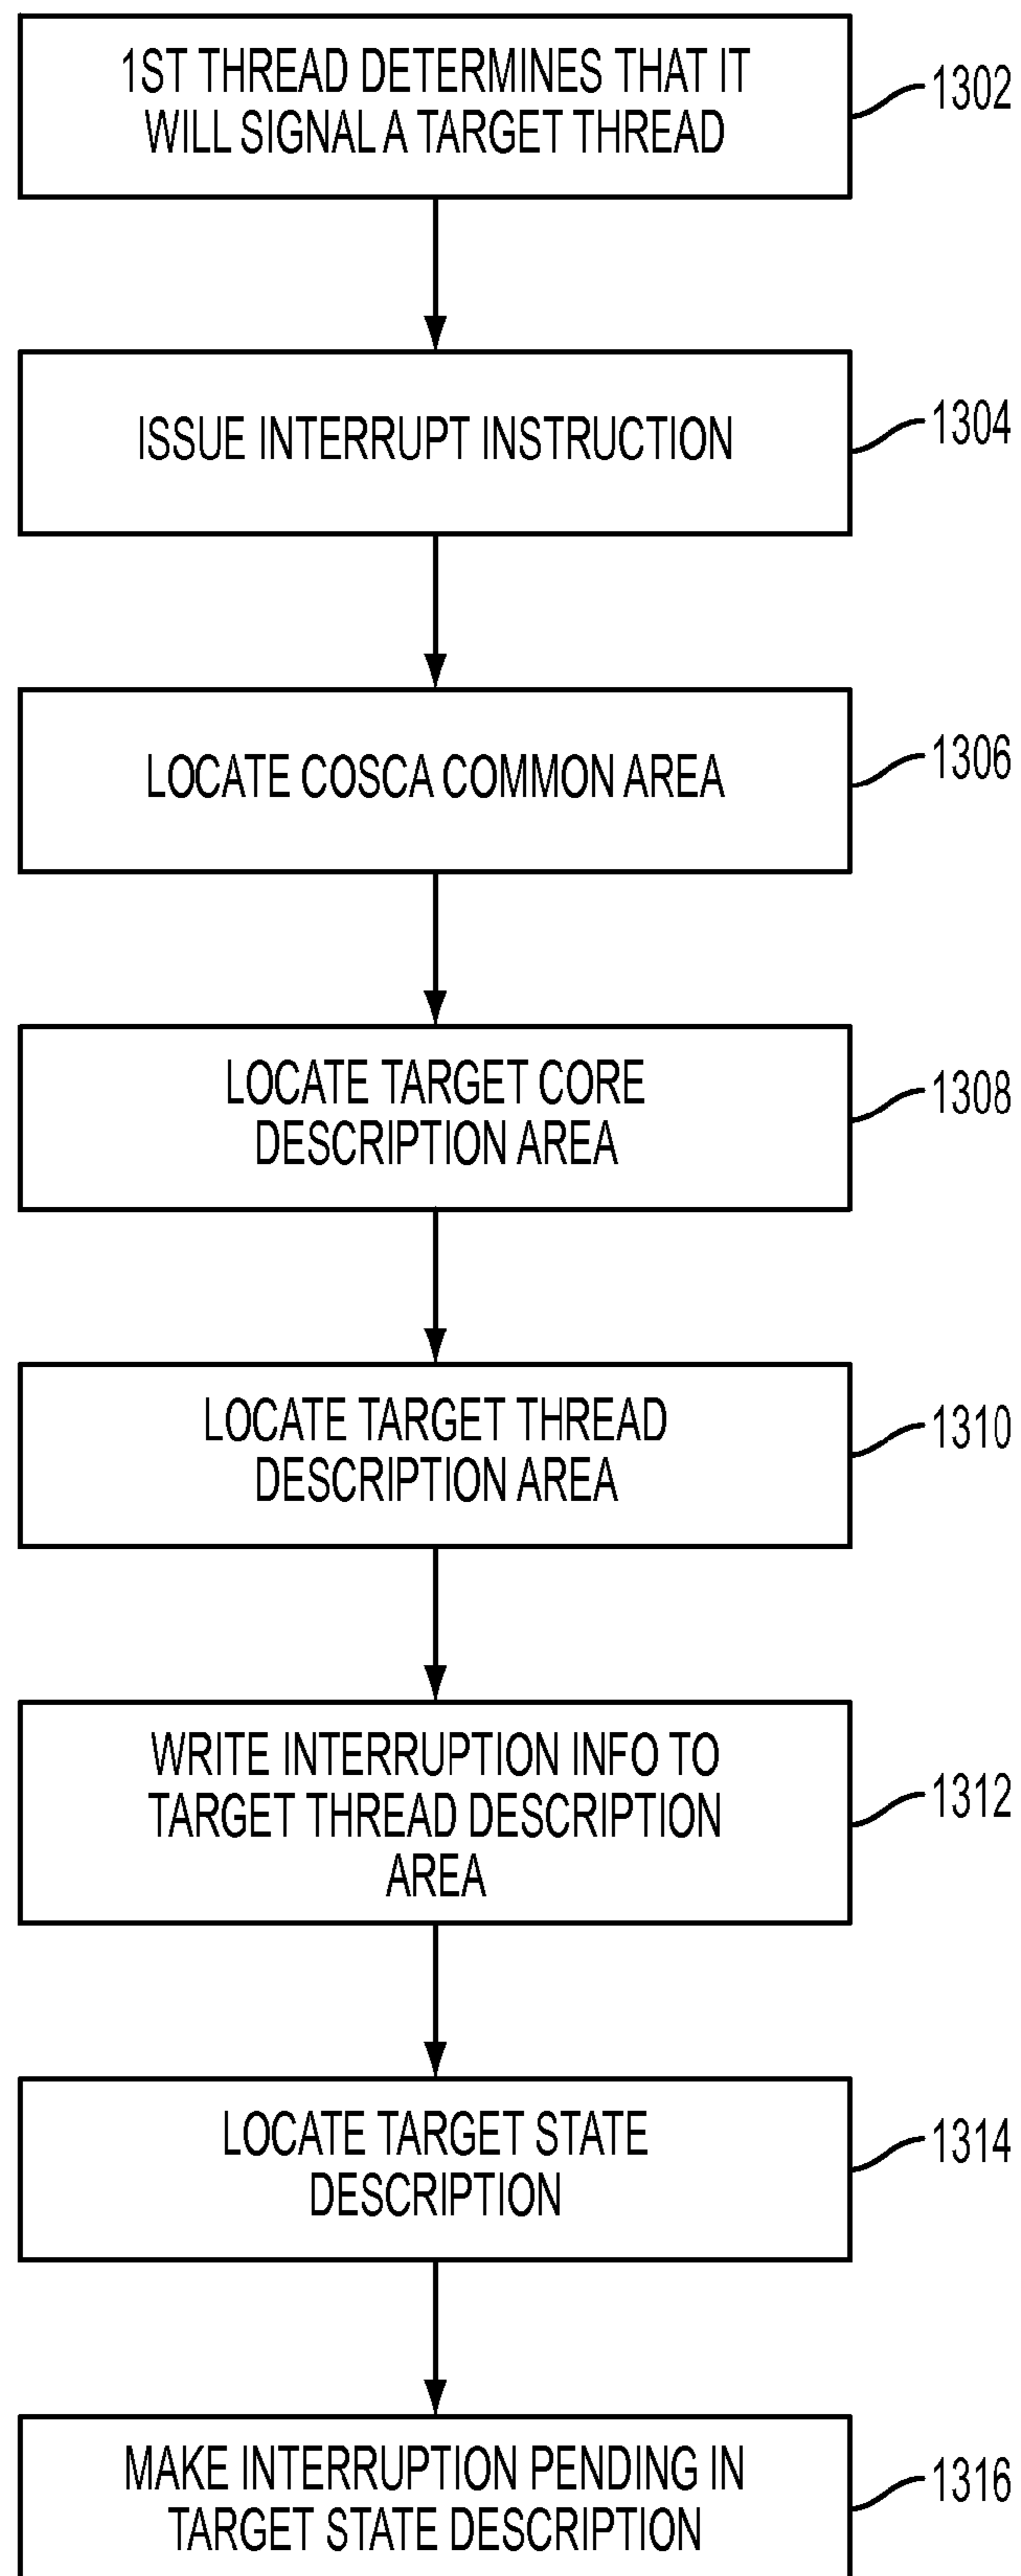 1ST THREAD DETERMINES THAT IT
WILL SIGNAL A TARGET THREAD
1302
ISSUE INTERRUPT INSTRUCTION
1304
LOCATE COSCA COMMON AREA
1306
LOCATE TARGET CORE
DESCRIPTION AREA
1308
LOCATE TARGET THREAD
DESCRIPTION AREA
1310
WRITE INTERRUPTION INFO TO
TARGET THREAD DESCRIPTION
AREA
1312
LOCATE TARGET STATE
DESCRIPTION
1314
MAKE INTERRUPTION PENDING IN
TARGET STATE DESCRIPTION
1316